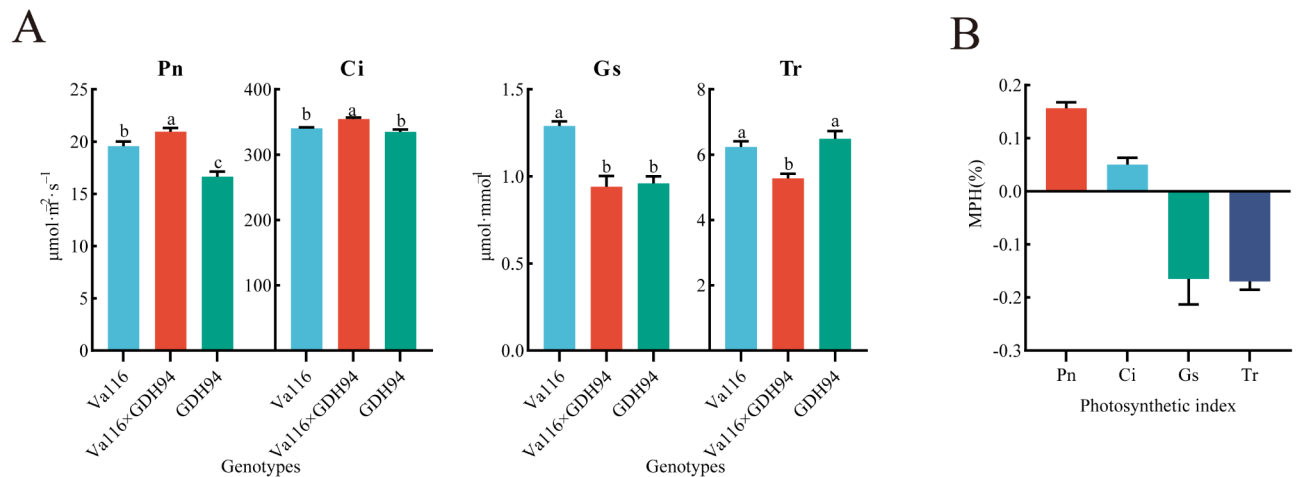 A
B
Pn
Ci
Gs
Tr
μmol·m⁻²·s⁻¹
25
20
15
10
5
0
b
a
c
Va116
Va116×GDH94
GDH94
400
300
200
100
b
a
b
Va116
Va116×GDH94
GDH94
Genotypes
μmol·mmol¹
1.5
1.0
0.5
0.0
a
b
b
Va116
Va116×GDH94
GDH94
8
6
4
2
a
b
a
Va116
Va116×GDH94
GDH94
Genotypes
MPH(%)
0.2
0.1
0.0
-0.1
-0.2
-0.3
Pn
Ci
Gs
Tr
Photosynthetic index